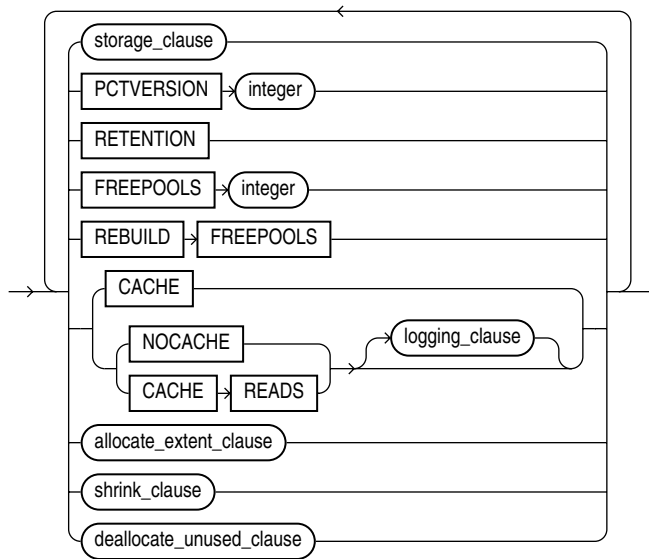 storage_clause
PCTVERSION integer
RETENTION
FREEPOOLS integer
REBUILD FREEPOOLS
CACHE
NOCACHE logging_clause
CACHE READS
allocate_extent_clause
shrink_clause
deallocate_unused_clause